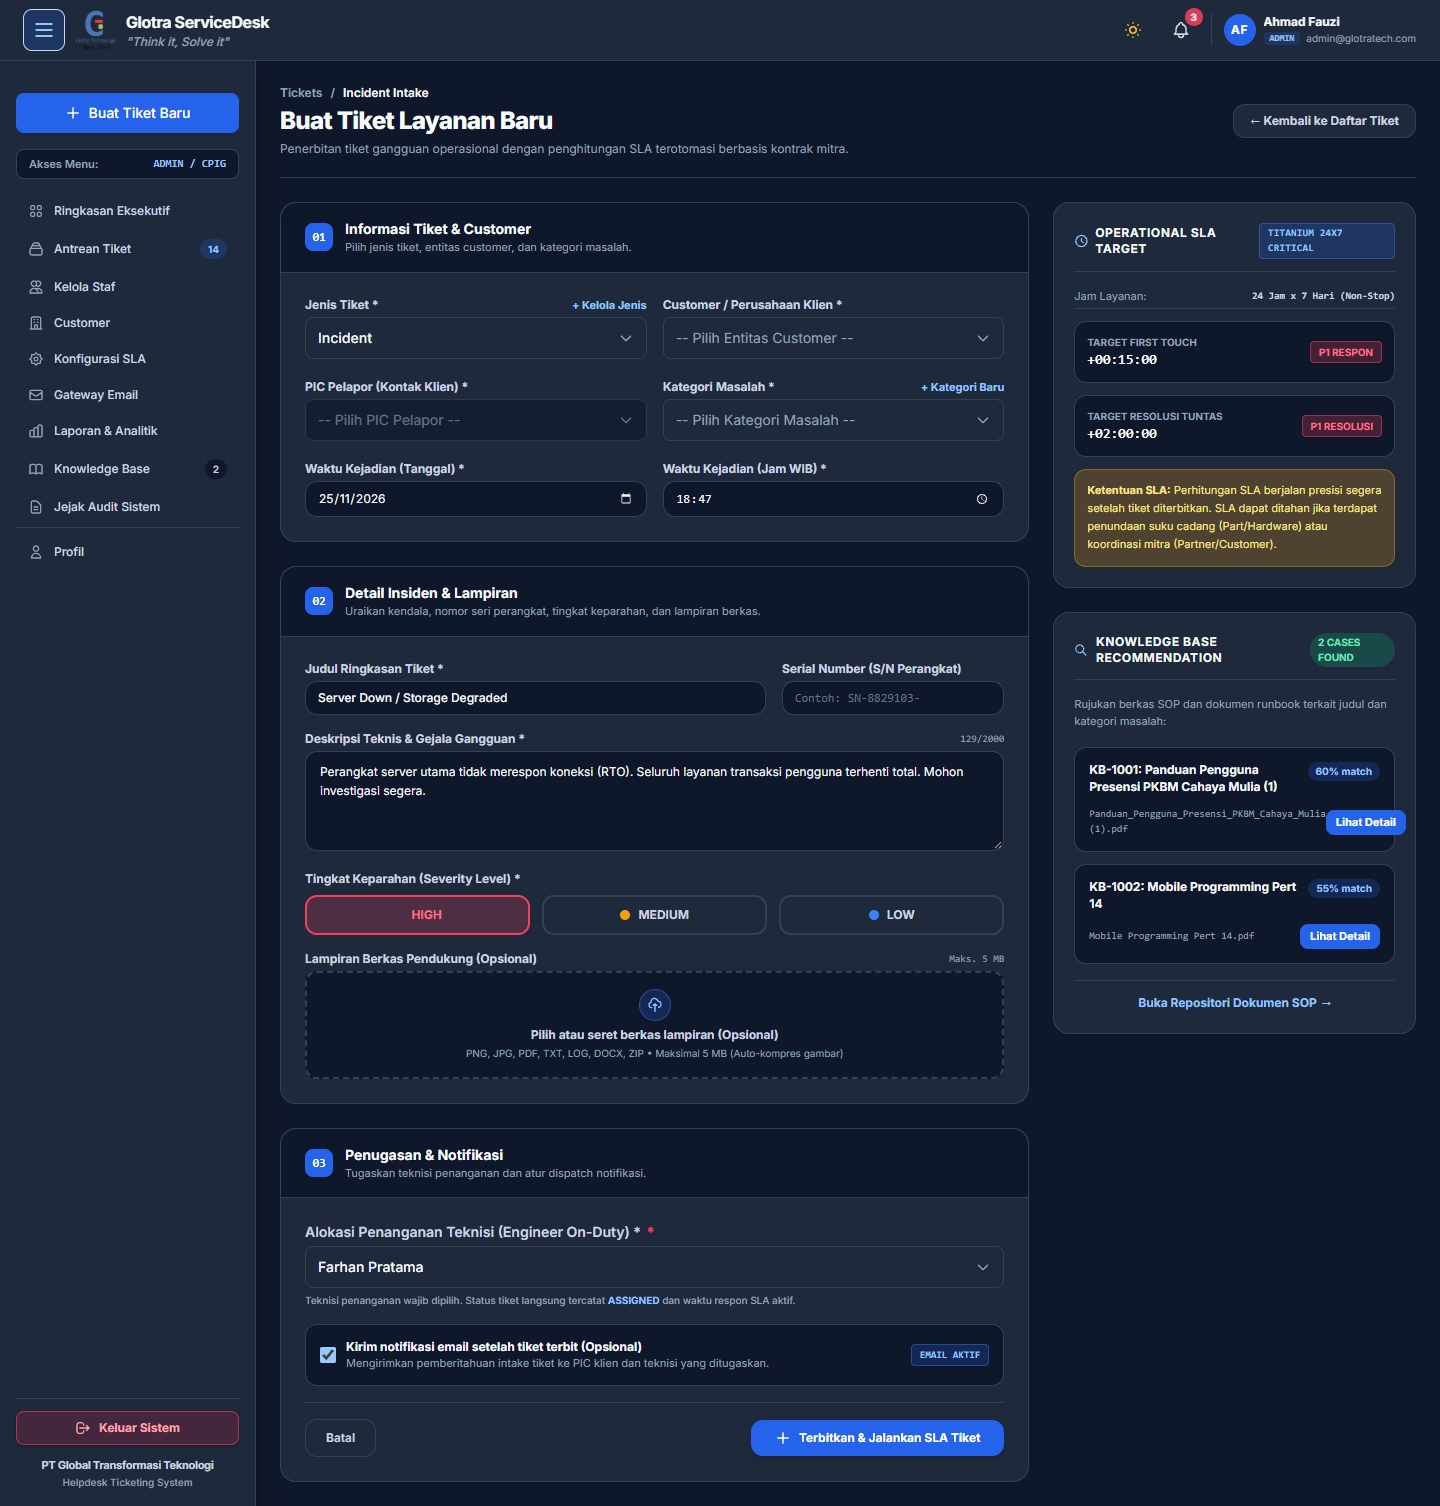 Glotra ServiceDesk
"Think it, Solve it"
3
AF
Ahmad Fauzi
ADMIN admin@glotratech.com
+ Buat Tiket Baru
Akses Menu: ADMIN / CPIG
Ringkasan Eksekutif
Antrean Tiket 14
Kelola Staf
Customer
Konfigurasi SLA
Gateway Email
Laporan & Analitik
Knowledge Base 2
Jejak Audit Sistem
Profil
Keluar Sistem
PT Global Transformasi Teknologi
Helpdesk Ticketing System
Tickets / Incident Intake
Buat Tiket Layanan Baru
Penerbitan tiket gangguan operasional dengan penghitungan SLA terotomasi berbasis kontrak mitra.
← Kembali ke Daftar Tiket
01
Informasi Tiket & Customer
Pilih jenis tiket, entitas customer, dan kategori masalah.
Jenis Tiket * + Kelola Jenis
Incident
Customer / Perusahaan Klien *
-- Pilih Entitas Customer --
PIC Pelapor (Kontak Klien) *
-- Pilih PIC Pelapor --
Kategori Masalah * + Kategori Baru
-- Pilih Kategori Masalah --
Waktu Kejadian (Tanggal) *
25/11/2026
Waktu Kejadian (Jam WIB) *
18:47
02
Detail Insiden & Lampiran
Uraikan kendala, nomor seri perangkat, tingkat keparahan, dan lampiran berkas.
Judul Ringkasan Tiket *
Server Down / Storage Degraded
Serial Number (S/N Perangkat)
Contoh: SN-8829103-
Deskripsi Teknis & Gejala Gangguan * 129/2000
Perangkat server utama tidak merespon koneksi (RTO). Seluruh layanan transaksi pengguna terhenti total. Mohon
investigasi segera.
Tingkat Keparahan (Severity Level) *
HIGH
MEDIUM
LOW
Lampiran Berkas Pendukung (Opsional) Maks. 5 MB
Pilih atau seret berkas lampiran (Opsional)
PNG, JPG, PDF, TXT, LOG, DOCX, ZIP • Maksimal 5 MB (Auto-kompres gambar)
03
Penugasan & Notifikasi
Tugaskan teknisi penanganan dan atur dispatch notifikasi.
Alokasi Penanganan Teknisi (Engineer On-Duty) * *
Farhan Pratama
Teknisi penanganan wajib dipilih. Status tiket langsung tercatat ASSIGNED dan waktu respon SLA aktif.
Kirim notifikasi email setelah tiket terbit (Opsional)
Mengirimkan pemberitahuan intake tiket ke PIC klien dan teknisi yang ditugaskan.
EMAIL AKTIF
Batal
+ Terbitkan & Jalankan SLA Tiket
OPERATIONAL SLA
TARGET
TITANIUM 24X7
CRITICAL
Jam Layanan: 24 Jam x 7 Hari (Non-Stop)
TARGET FIRST TOUCH
+00:15:00
P1 RESPON
TARGET RESOLUSI TUNTAS
+02:00:00
P1 RESOLUSI
Ketentuan SLA: Perhitungan SLA berjalan presisi segera
setelah tiket diterbitkan. SLA dapat ditahan jika terdapat
penundaan suku cadang (Part/Hardware) atau
koordinasi mitra (Partner/Customer).
KNOWLEDGE BASE
RECOMMENDATION
2 CASES
FOUND
Rujukan berkas SOP dan dokumen runbook terkait judul dan
kategori masalah:
KB-1001: Panduan Pengguna
Presensi PKBM Cahaya Mulia (1)
60% match
Panduan_Pengguna_Presensi_PKBM_Cahaya_Mulia
(1).pdf
Lihat Detail
KB-1002: Mobile Programming Pert
14
55% match
Mobile Programming Pert 14.pdf
Lihat Detail
Buka Repositori Dokumen SOP →